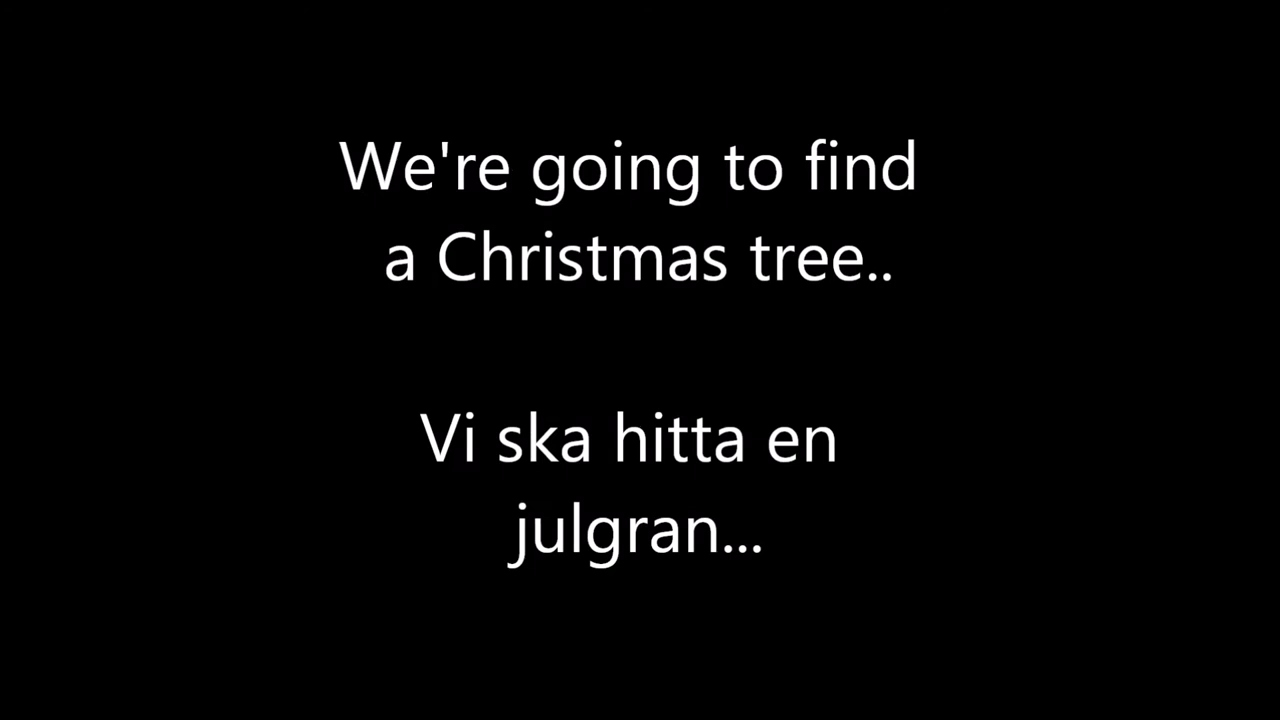 We're going to find
a Christmas tree..
Vi ska hitta en
julgran...